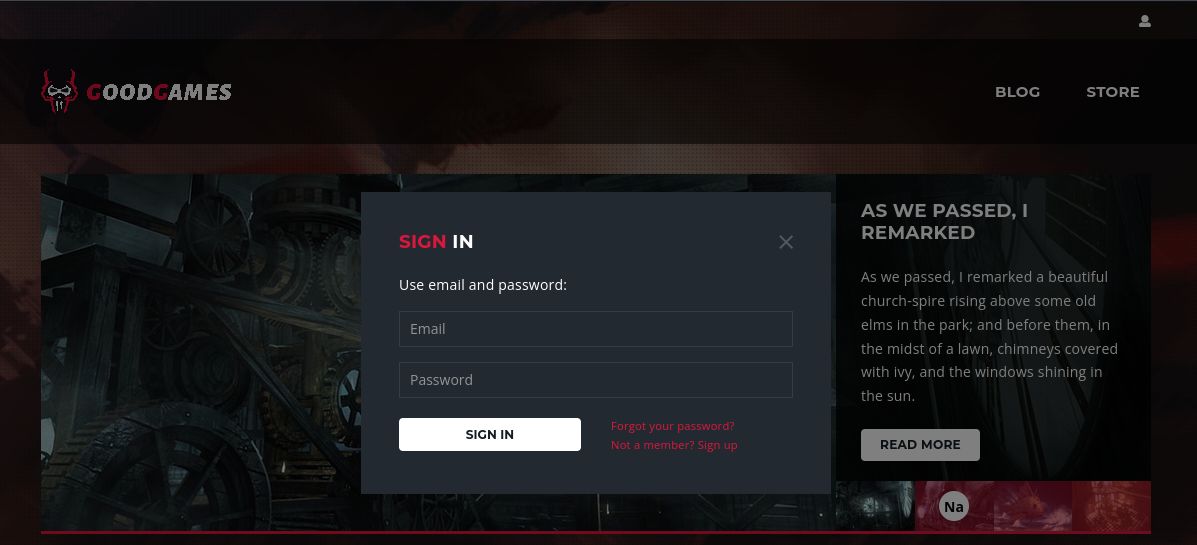 GOODGAMES
BLOG
STORE
SIGN IN
Use email and password:
Email
Password
SIGN IN
Forgot your password?
Not a member? Sign up
AS WE PASSED, I
REMARKED
As we passed, I remarked a beautiful
church-spire rising above some old
elms in the park; and before them, in
the midst of a lawn, chimneys covered
with ivy, and the windows shining in
the sun.
READ MORE
Na